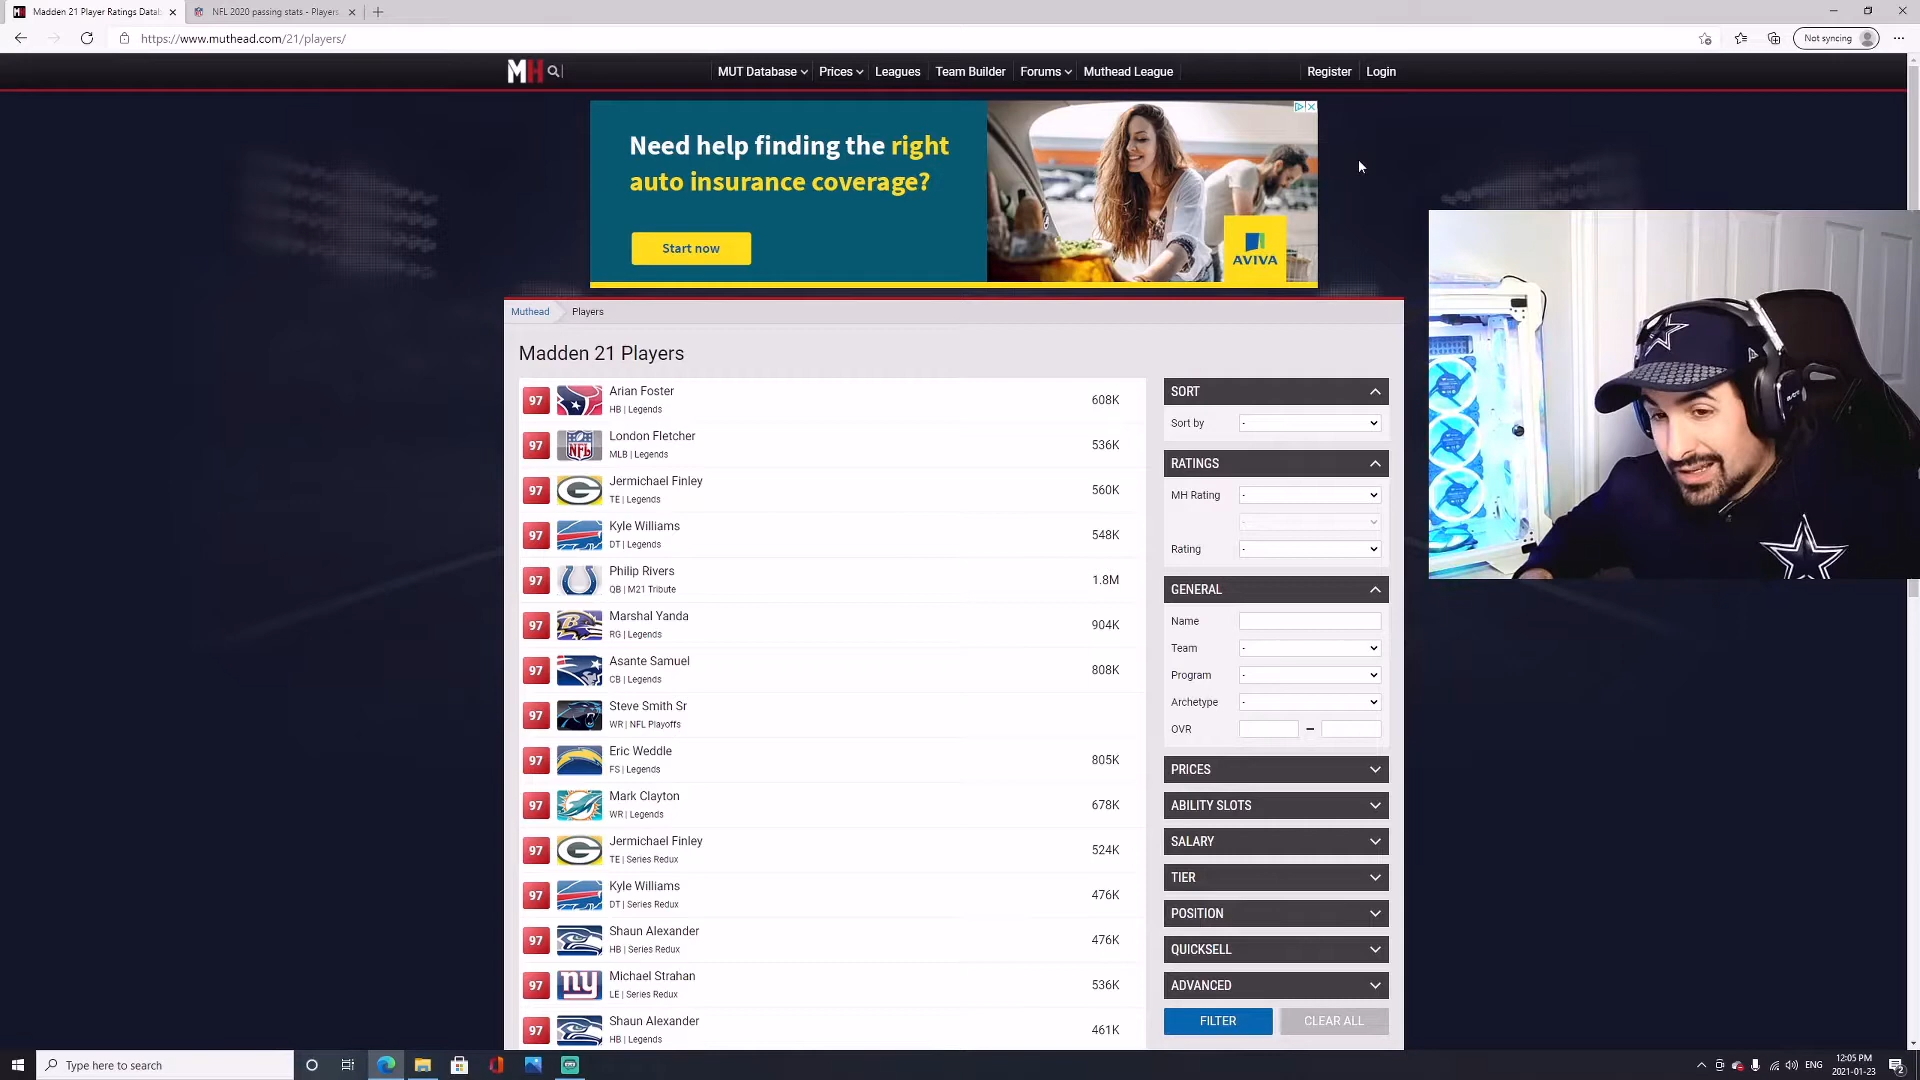 Madden 21 Player Ratings Datab
NFL 2020 passing stats - Players
https://www.muthead.com/21/players/
Not syncing
MH
MUT Database
Prices
Leagues
Team Builder
Forums
Muthead League
Register
Login
Need help finding the right
auto insurance coverage?
Start now
AVIVA
Muthead
Players
Madden 21 Players
97
Arian Foster
HB | Legends
608K
97
NFL
London Fletcher
MLB | Legends
536K
97
G
Jermichael Finley
TE | Legends
560K
97
Kyle Williams
DT | Legends
548K
97
Philip Rivers
QB | M21 Tribute
1.8M
97
B
Marshal Yanda
RG | Legends
904K
97
Asante Samuel
CB | Legends
808K
97
Steve Smith Sr
WR | NFL Playoffs
97
Eric Weddle
FS | Legends
805K
97
Mark Clayton
WR | Legends
678K
97
G
Jermichael Finley
TE | Series Redux
524K
97
Kyle Williams
DT | Series Redux
476K
97
Shaun Alexander
HB | Series Redux
476K
97
ny
Michael Strahan
LE | Series Redux
536K
97
Shaun Alexander
HB | Legends
461K
SORT
Sort by
-
RATINGS
MH Rating
-
-
Rating
-
GENERAL
Name
Team
-
Program
-
Archetype
-
OVR
–
PRICES
ABILITY SLOTS
SALARY
TIER
POSITION
QUICKSELL
ADVANCED
FILTER
CLEAR ALL
Type here to search
ENG
12:05 PM
2021-01-23
2